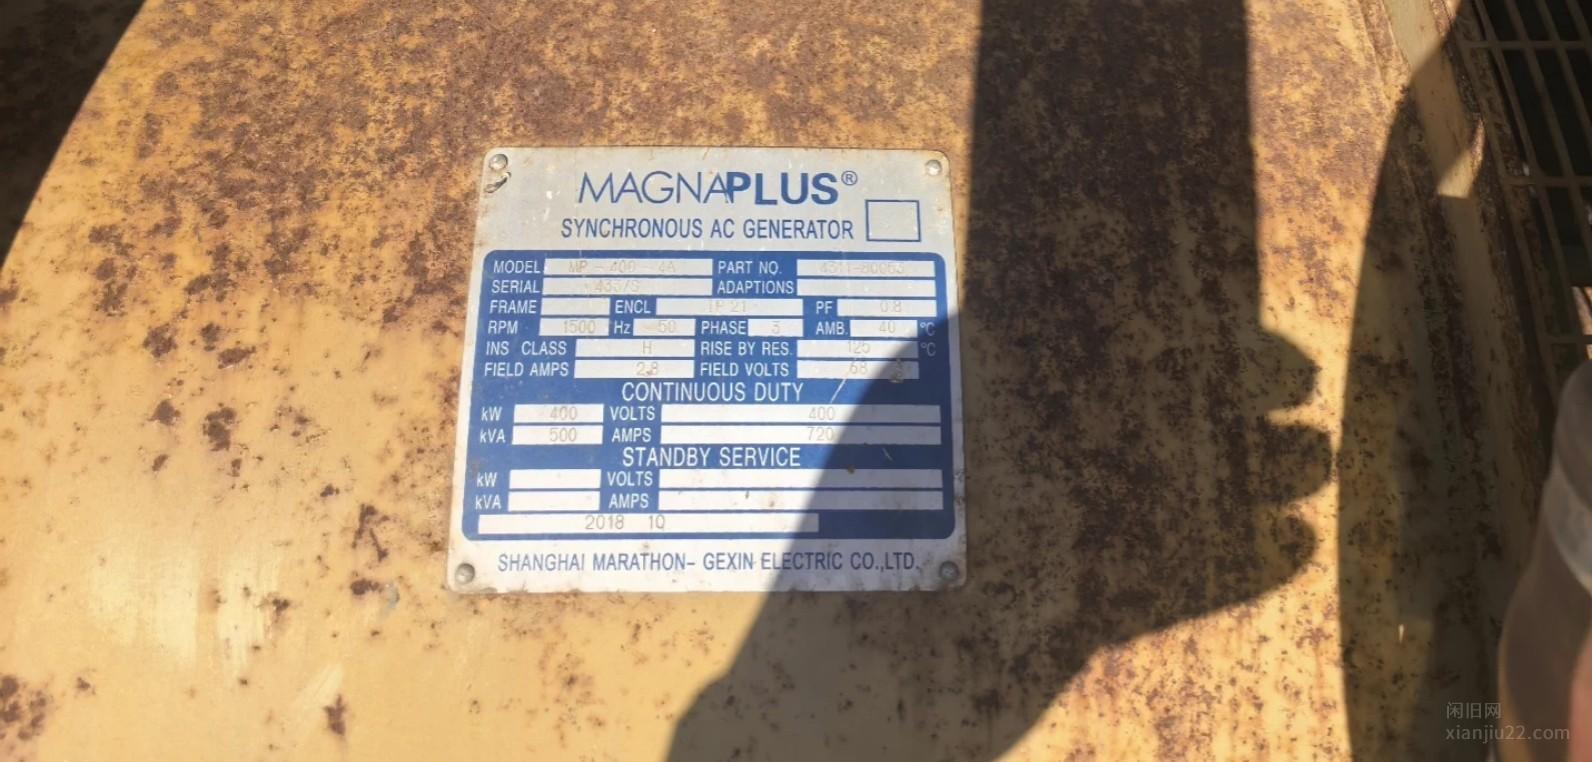 MAGNAPLUS®
SYNCHRONOUS AC GENERATOR
MODEL MP-400-4A PART NO.
SERIAL ADAPTIONS
FRAME ENCL IP 21 PF 0.8
RPM 1500 Hz 50 PHASE 3 AMB. 40 °C
INS CLASS H RISE BY RES. 125 °C
FIELD AMPS 2.8 FIELD VOLTS 68
CONTINUOUS DUTY
kW 400 VOLTS 400
kVA 500 AMPS 720
STANDBY SERVICE
kW VOLTS
kVA AMPS
2018 10
SHANGHAI MARATHON- GEXIN ELECTRIC CO.,LTD.
闲旧网
xianjiu22.com